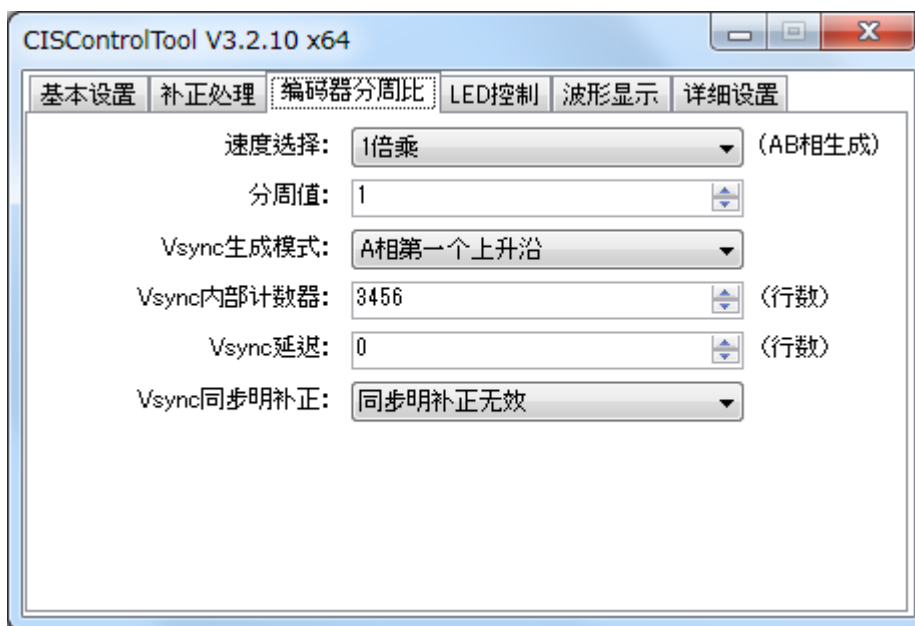 CISControlTool V3.2.10 x64
基本设置 补正处理 编码器分周比 LED控制 波形显示 详细设置
速度选择: 1倍乘 (AB相生成)
分周值: 1
Vsync生成模式: A相第一个上升沿
Vsync内部计数器: 3456 (行数)
Vsync延迟: 0 (行数)
Vsync同步明补正: 同步明补正无效